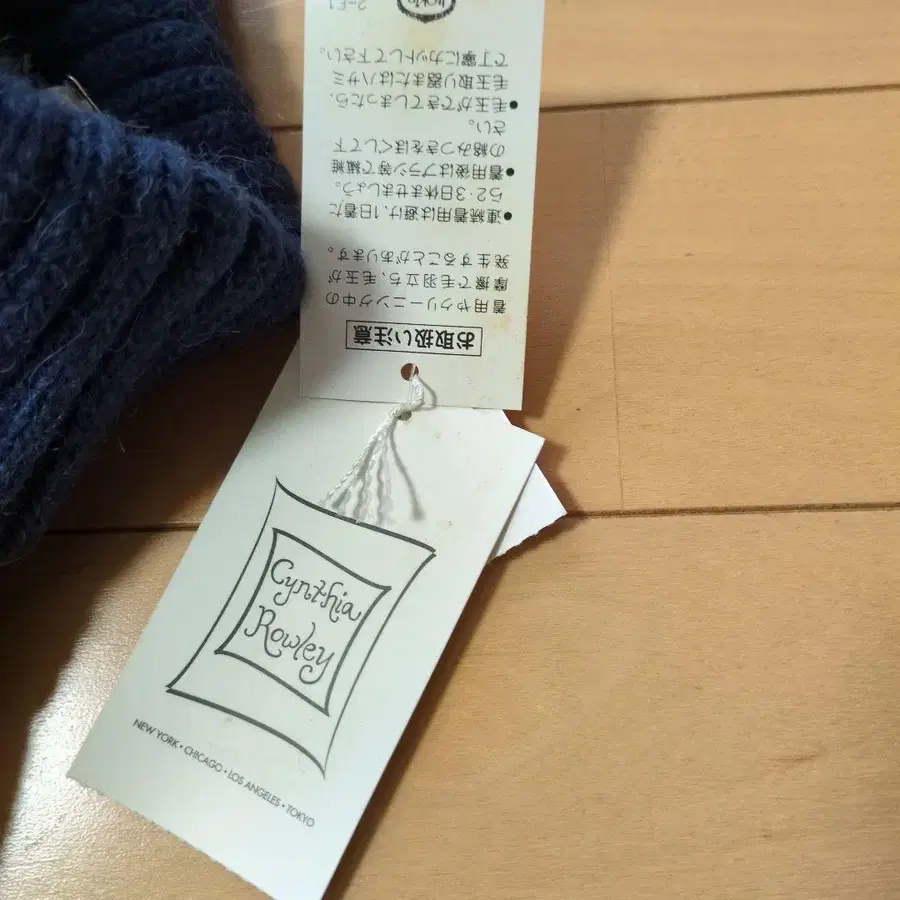 お取扱い注意
着用やクリーニング中の
摩擦で毛羽立ち、毛玉が
発生することがあります。
●連続着用は避け、1日着た
ら2・3日休ませましょう。
●着用後はブラシ等で繊維
の絡みつきをほぐして下
さい。
●毛玉ができてしまったら、
毛玉取り器またはハサミ
で丁寧にカットして下さい。
2-E1
Cynthia
Rowley
NEW YORK • CHICAGO • LOS ANGELES • TOKYO